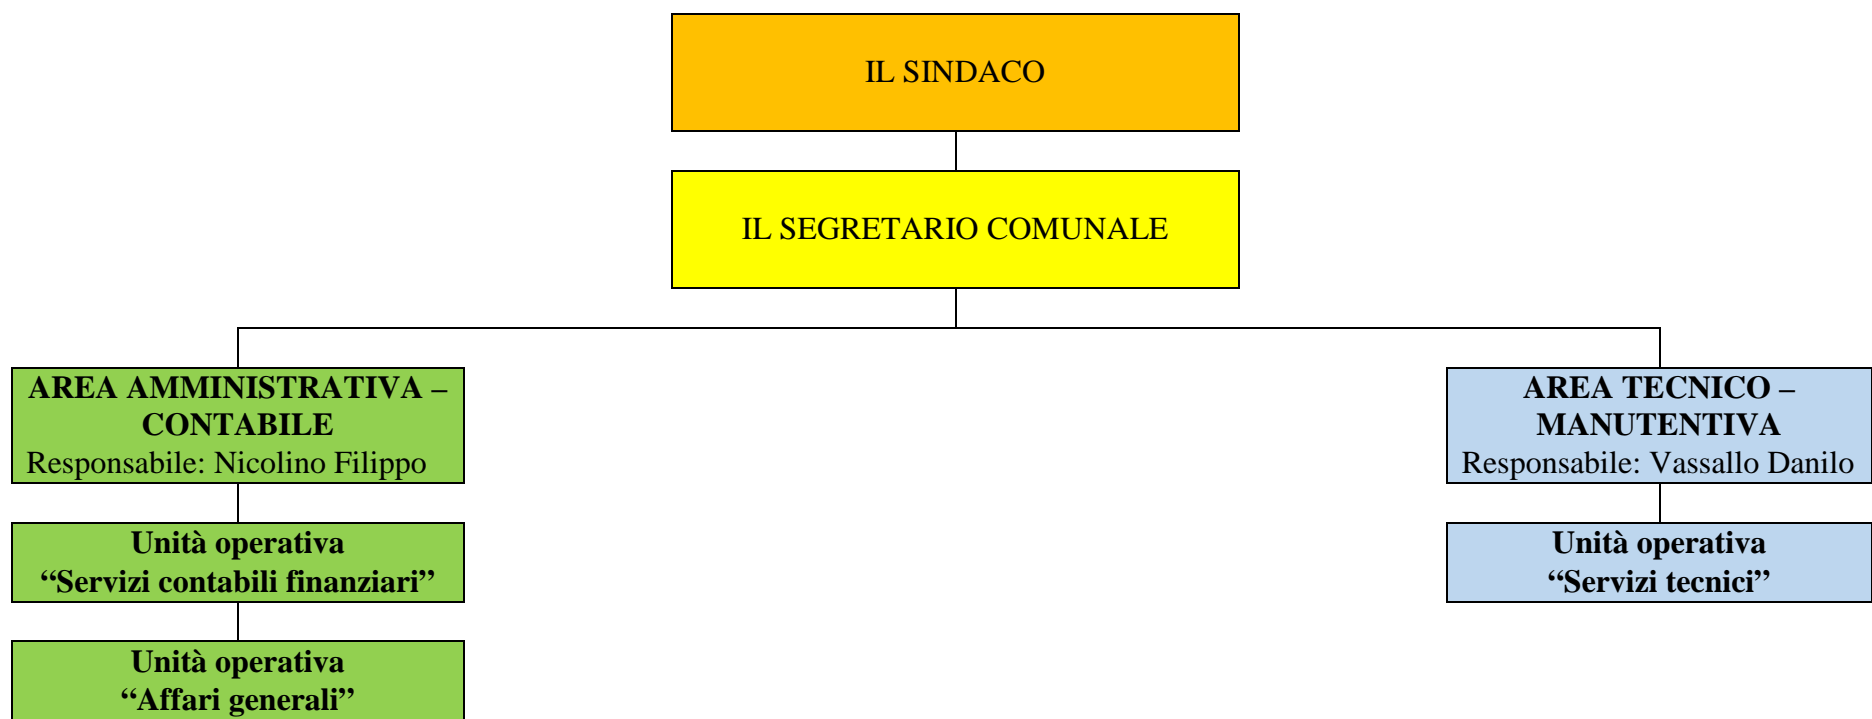 IL SINDACO
IL SEGRETARIO COMUNALE
AREA AMMINISTRATIVA –
CONTABILE
Responsabile: Nicolino Filippo
AREA TECNICO –
MANUTENTIVA
Responsabile: Vassallo Danilo
Unità operativa
“Servizi contabili finanziari”
Unità operativa
“Servizi tecnici”
Unità operativa
“Affari generali”